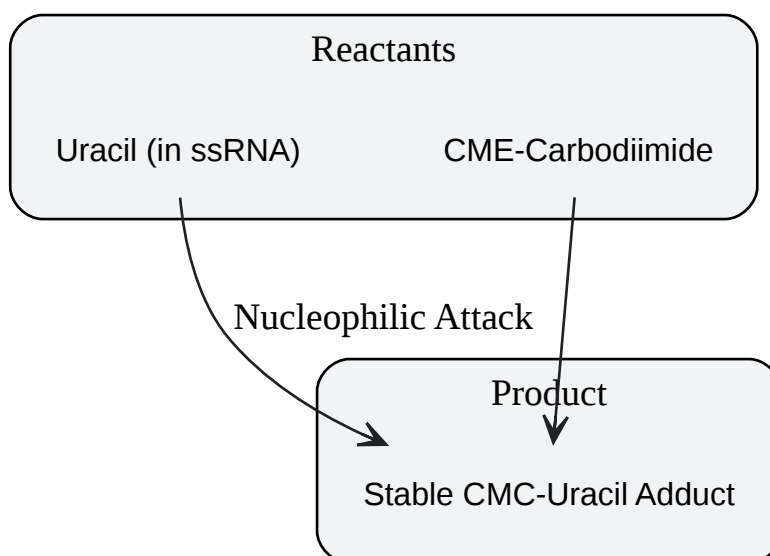 Reactants
Uracil (in ssRNA)
CME-Carbodiimide
Nucleophilic Attack
Product
Stable CMC-Uracil Adduct